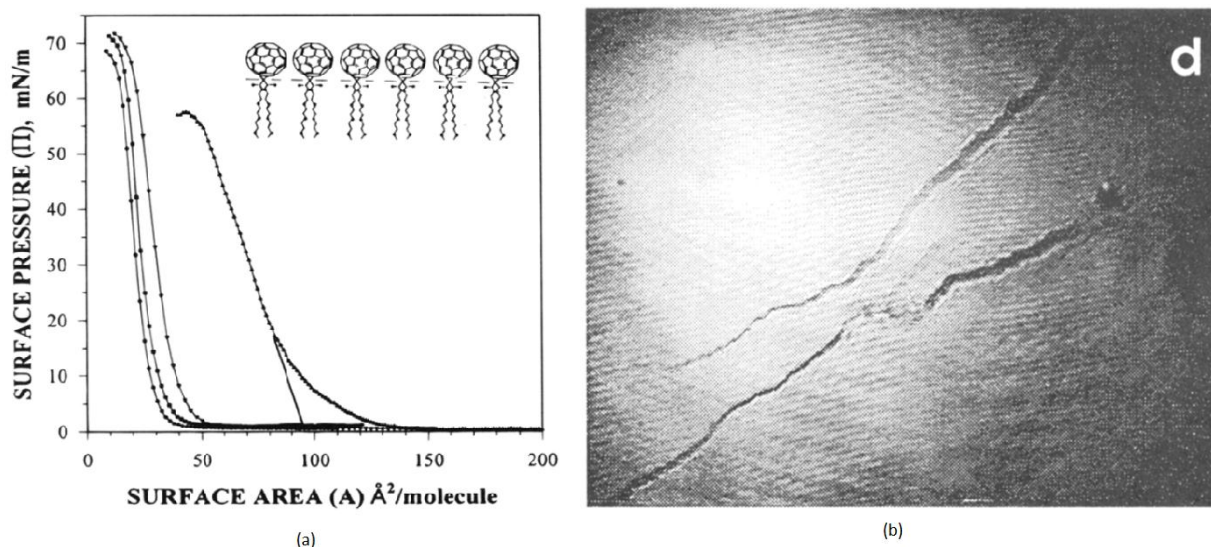 SURFACE PRESSURE (Π), mN/m
70
60
50
40
30
20
10
0
0
50
100
150
200
SURFACE AREA (A) Å²/molecule
(a)
d
(b)